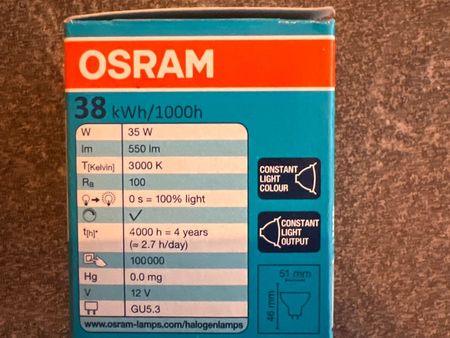 OSRAM
38 kWh/1000h
W 35 W
lm 550 lm
T[Kelvin] 3000 K
Ra 100
0 s = 100% light
t[h]* 4000 h = 4 years
(≈ 2.7 h/day)
100000
Hg 0.0 mg
V 12 V
GU5.3
www.osram-lamps.com/halogenlamps
CONSTANT
LIGHT
COLOUR
CONSTANT
LIGHT
OUTPUT
51 mm
46 mm